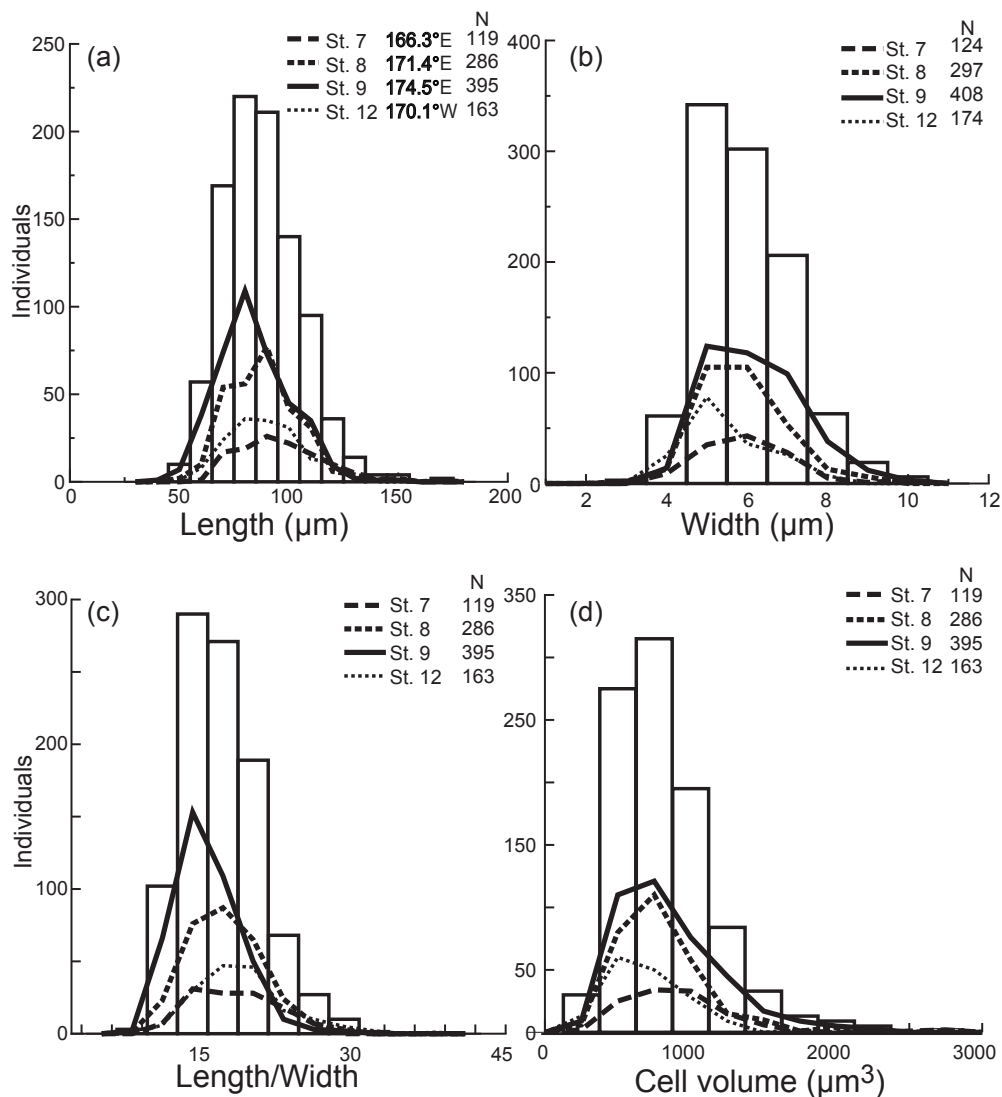 (a)
N
St. 7 166.3°E 119
St. 8 171.4°E 286
St. 9 174.5°E 395
St. 12 170.1°W 163
250
200
150
100
50
0
Individuals
0 50 100 150 200
Length (µm)
(b)
N
St. 7 124
St. 8 297
St. 9 408
St. 12 174
400
300
200
100
0
2 4 6 8 10 12
Width (µm)
(c)
N
St. 7 119
St. 8 286
St. 9 395
St. 12 163
300
200
100
0
Individuals
15 30 45
Length/Width
(d)
N
St. 7 119
St. 8 286
St. 9 395
St. 12 163
350
250
150
50
0
0 1000 2000 3000
Cell volume (µm³)